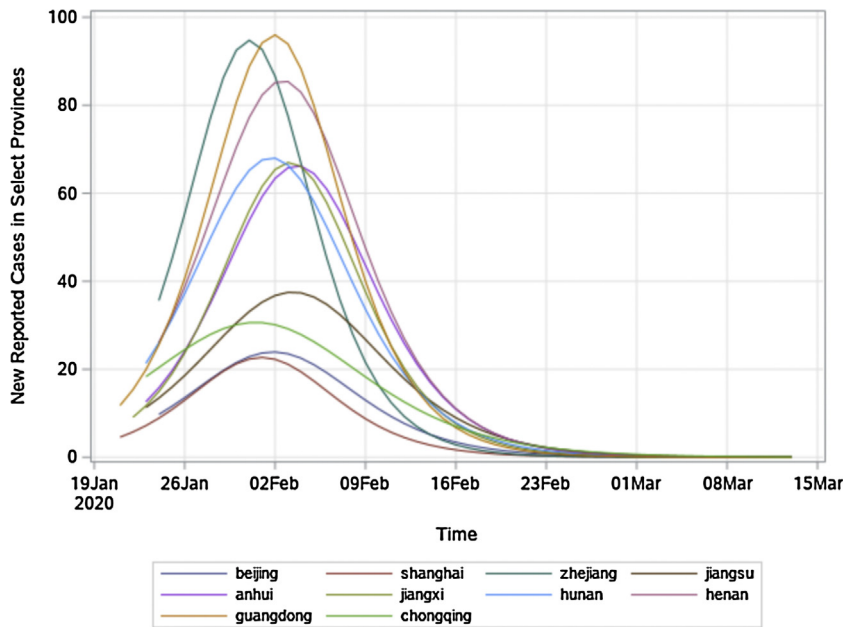 New Reported Cases in Select Provinces
100
80
60
40
20
0
19Jan 26Jan 02Feb 09Feb 16Feb 23Feb 01Mar 08Mar 15Mar
2020
Time
beijing shanghai zhejiang jiangsu
anhui jiangxi hunan henan
guangdong chongqing